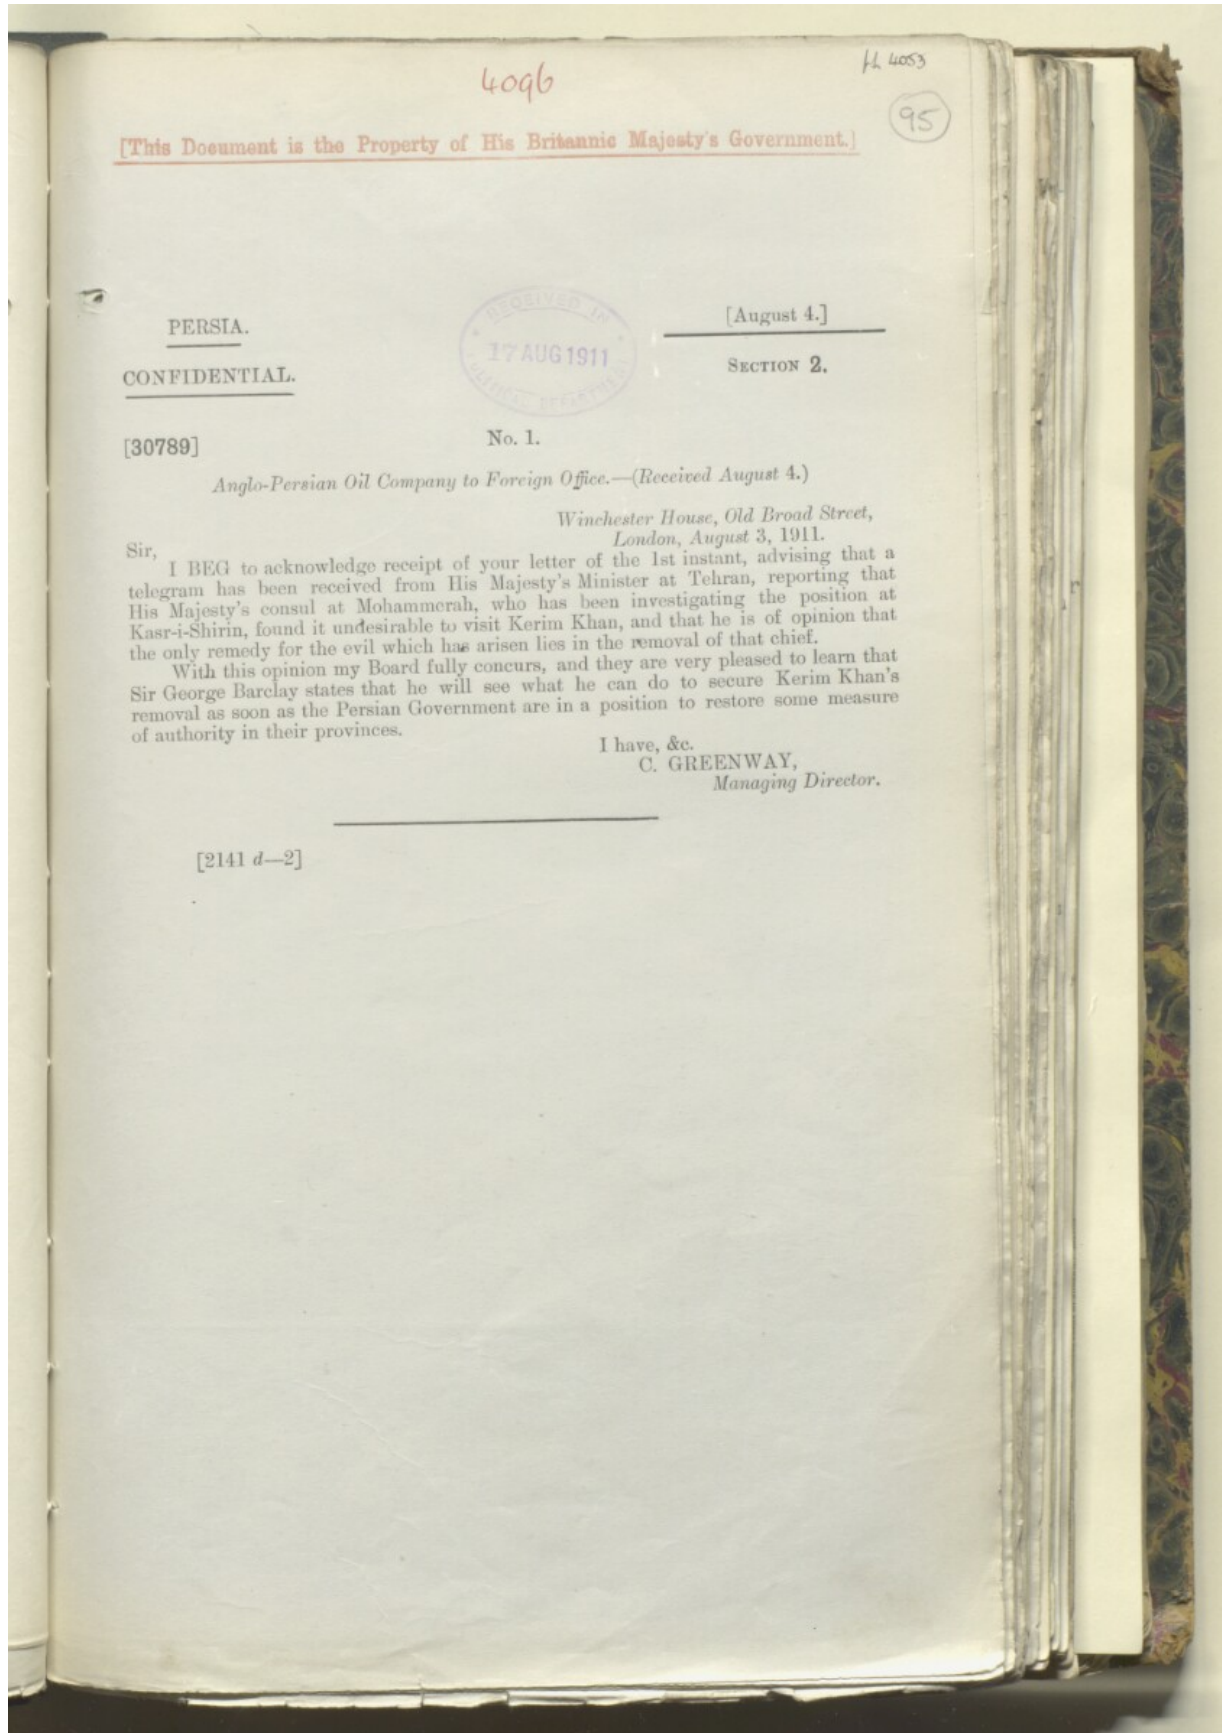 4096
4053
95
[This Document is the Property of His Britannic Majesty's Government.]
PERSIA.
CONFIDENTIAL.
RECEIVED IN
17 AUG 1911
POLITICAL DEPARTMENT
[August 4.]
SECTION 2.
[30789]
No. 1.
Anglo-Persian Oil Company to Foreign Office.—(Received August 4.)
Winchester House, Old Broad Street,
London, August 3, 1911.
Sir,
I BEG to acknowledge receipt of your letter of the 1st instant, advising that a
telegram has been received from His Majesty's Minister at Tehran, reporting that
His Majesty's consul at Mohammerah, who has been investigating the position at
Kasr-i-Shirin, found it undesirable to visit Kerim Khan, and that he is of opinion that
the only remedy for the evil which has arisen lies in the removal of that chief.
With this opinion my Board fully concurs, and they are very pleased to learn that
Sir George Barclay states that he will see what he can do to secure Kerim Khan's
removal as soon as the Persian Government are in a position to restore some measure
of authority in their provinces.
I have, &c.
C. GREENWAY,
Managing Director.
[2141 d—2]